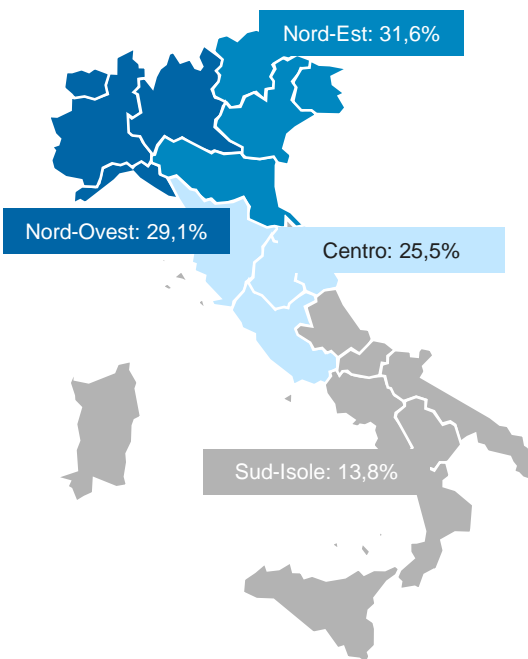 Nord-Est: 31,6%
Nord-Ovest: 29,1%
Centro: 25,5%
Sud-Isole: 13,8%